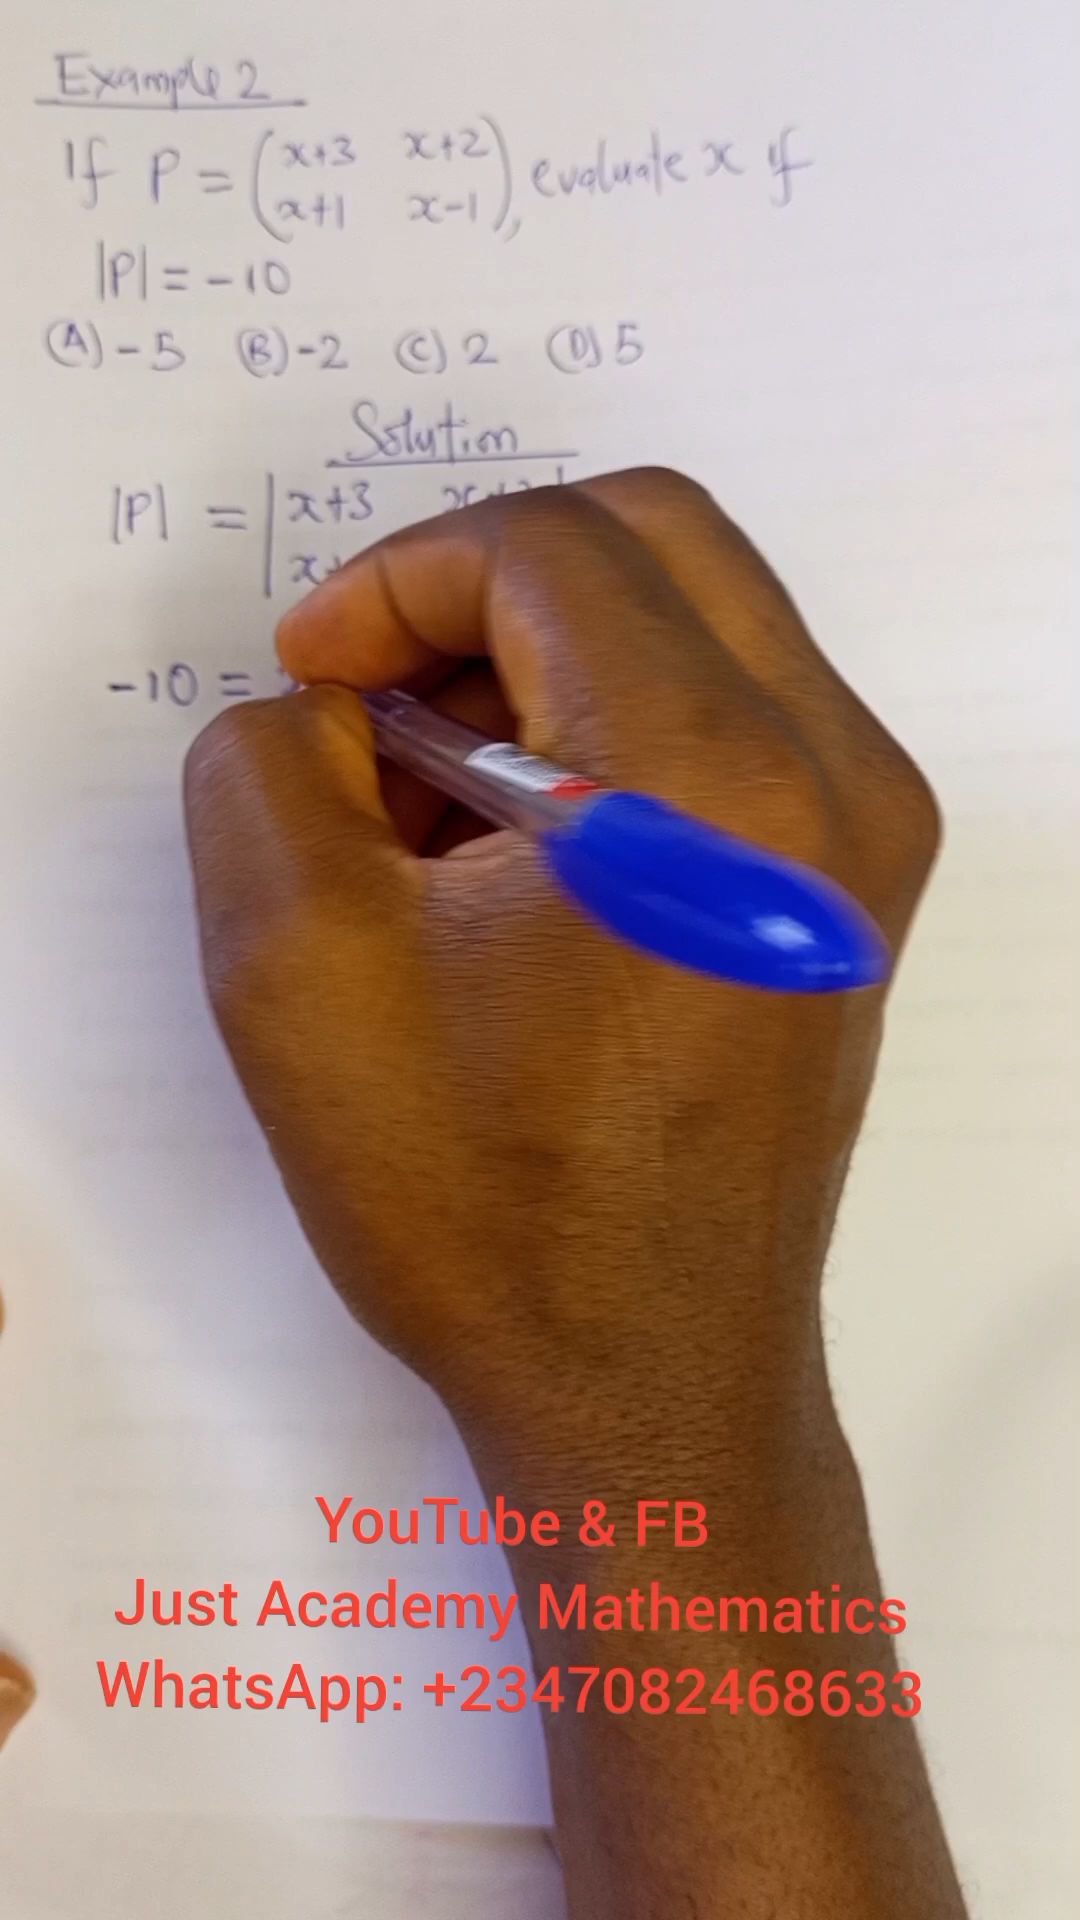 Example 2
If P = (x+3 x+2), evaluate x if
(x+1 x-1)
|P| = -10
(A) -5 (B) -2 (C) 2 (D) 5
Solution
|P| = |x+3
-10 =
YouTube & FB
Just Academy Mathematics
WhatsApp: +2347082468633